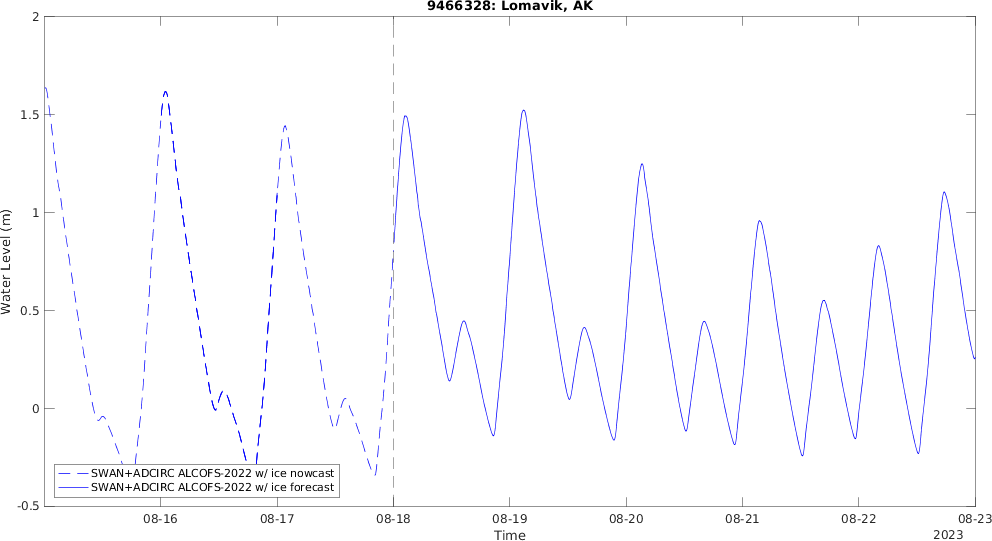 9466328: Lomavik, AK
2
1.5
1
0.5
0
-0.5
Water Level (m)
SWAN+ADCIRC ALCOFS-2022 w/ ice nowcast
SWAN+ADCIRC ALCOFS-2022 w/ ice forecast
08-16 08-17 08-18 08-19 08-20 08-21 08-22 08-23
Time
2023